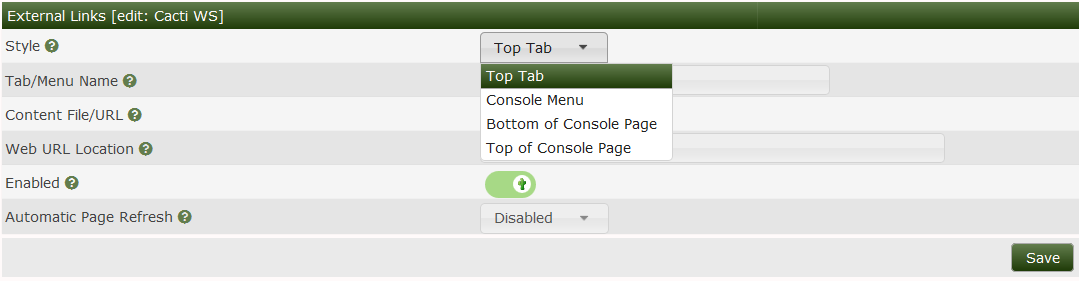 External Links [edit: Cacti WS]
Style ?
Top Tab
Tab/Menu Name ?
Top Tab
Console Menu
Bottom of Console Page
Top of Console Page
Content File/URL ?
Web URL Location ?
Enabled ?
Automatic Page Refresh ?
Disabled
Save